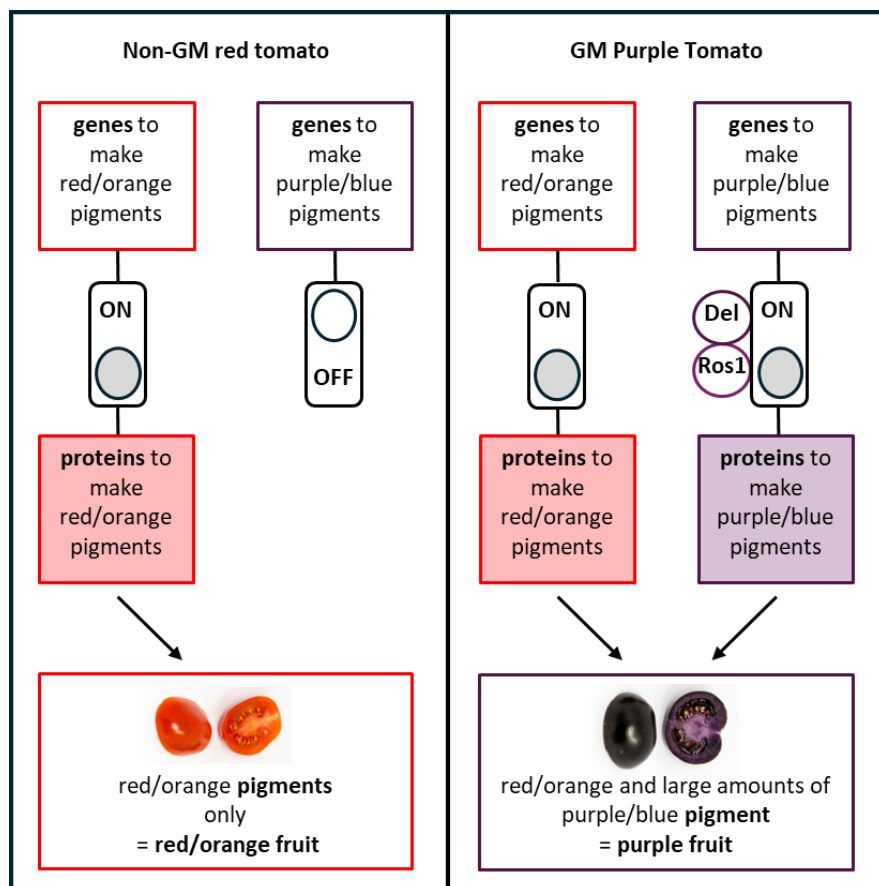 Non-GM red tomato
genes to
make
red/orange
pigments
genes to
make
purple/blue
pigments
ON
OFF
proteins to
make
red/orange
pigments
red/orange pigments
only
= red/orange fruit
GM Purple Tomato
genes to
make
red/orange
pigments
genes to
make
purple/blue
pigments
ON
Del
Ros1
ON
proteins to
make
red/orange
pigments
proteins to
make
purple/blue
pigments
red/orange and large amounts of
purple/blue pigment
= purple fruit